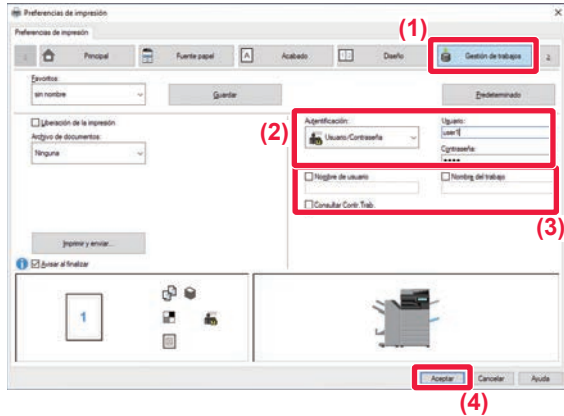 Preferencias de impresión
Preferencias de impresión
(1)
Principal
Fuente papel
A
Acabado
Diseño
Gestión de trabajos
2
Favoritos:
sin nombre
Guardar
Predeterminado
Liberación de la impresión
Archivo de documentos:
Ninguna
(2)
Autentificación:
Usuario/Contraseña
Usuario:
user1
Contraseña:
••••
Nombre de usuario
Nombre del trabajo
Consultar Contr.Trab.
(3)
Imprimir y enviar...
Avisar al finalizar
1
Aceptar
Cancelar
Ayuda
(4)